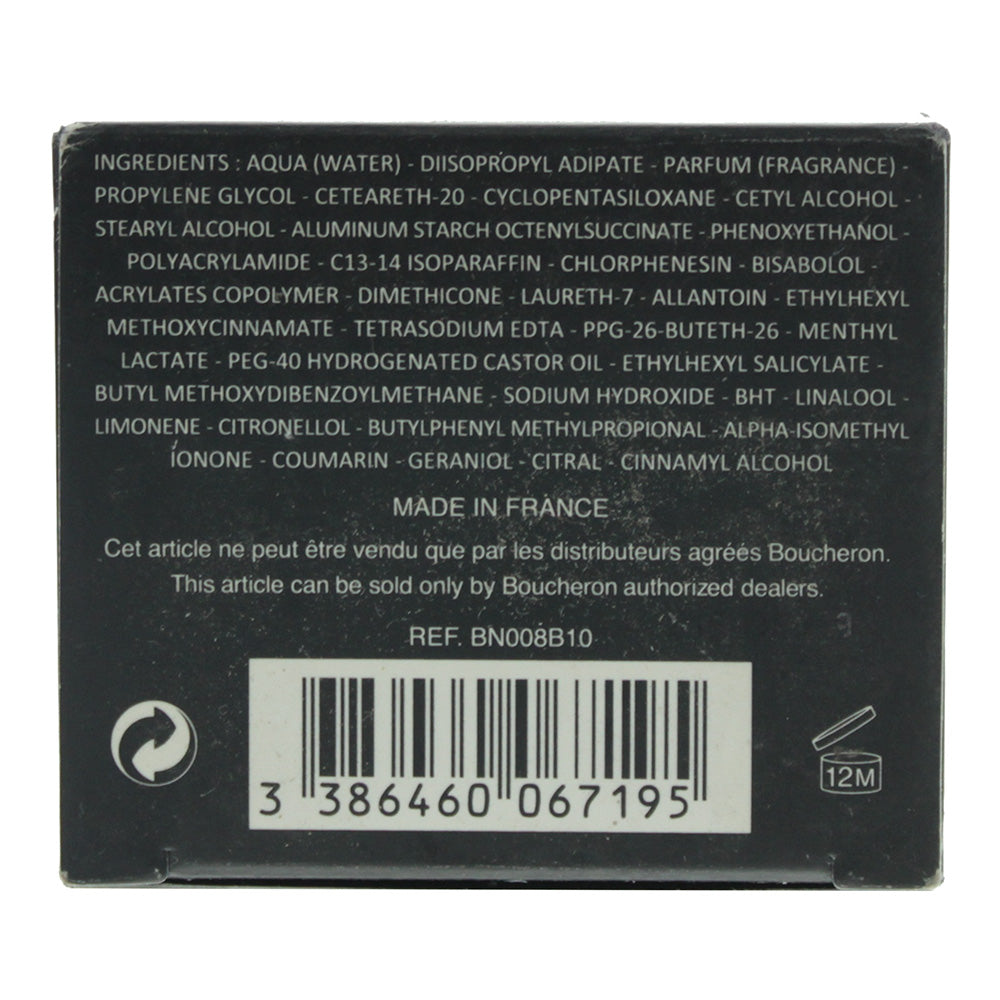 INGREDIENTS : AQUA (WATER) - DIISOPROPYL ADIPATE - PARFUM (FRAGRANCE) -
PROPYLENE GLYCOL - CETEARETH-20 - CYCLOPENTASILOXANE - CETYL ALCOHOL -
STEARYL ALCOHOL - ALUMINUM STARCH OCTENYLSUCCINATE - PHENOXYETHANOL -
POLYACRYLAMIDE - C13-14 ISOPARAFFIN - CHLORPHENESIN - BISABOLOL -
ACRYLATES COPOLYMER - DIMETHICONE - LAURETH-7 - ALLANTOIN - ETHYLHEXYL
METHOXYCINNAMATE - TETRASODIUM EDTA - PPG-26-BUTETH-26 - MENTHYL
LACTATE - PEG-40 HYDROGENATED CASTOR OIL - ETHYLHEXYL SALICYLATE -
BUTYL METHOXYDIBENZOYLMETHANE - SODIUM HYDROXIDE - BHT - LINALOOL -
LIMONENE - CITRONELLOL - BUTYLPHENYL METHYLPROPIONAL - ALPHA-ISOMETHYL
IONONE - COUMARIN - GERANIOL - CITRAL - CINNAMYL ALCOHOL
MADE IN FRANCE
Cet article ne peut être vendu que par les distributeurs agréés Boucheron.
This article can be sold only by Boucheron authorized dealers.
REF. BN008B10
12M
3 386460 067195